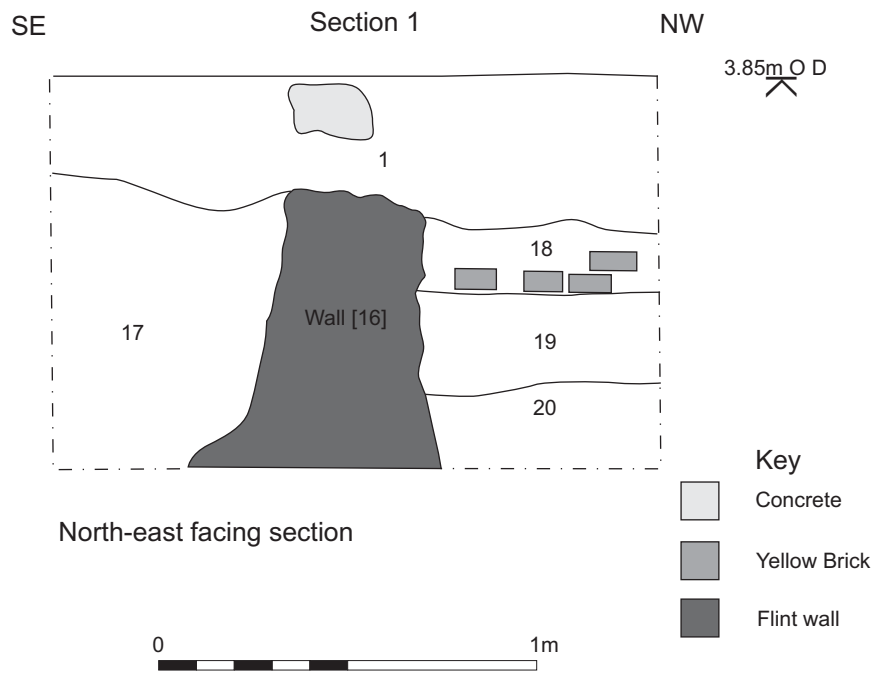 SE
Section 1
NW
3.85m O D
1
18
Wall [16]
17
19
20
North-east facing section
Key
Concrete
Yellow Brick
Flint wall
0
1m